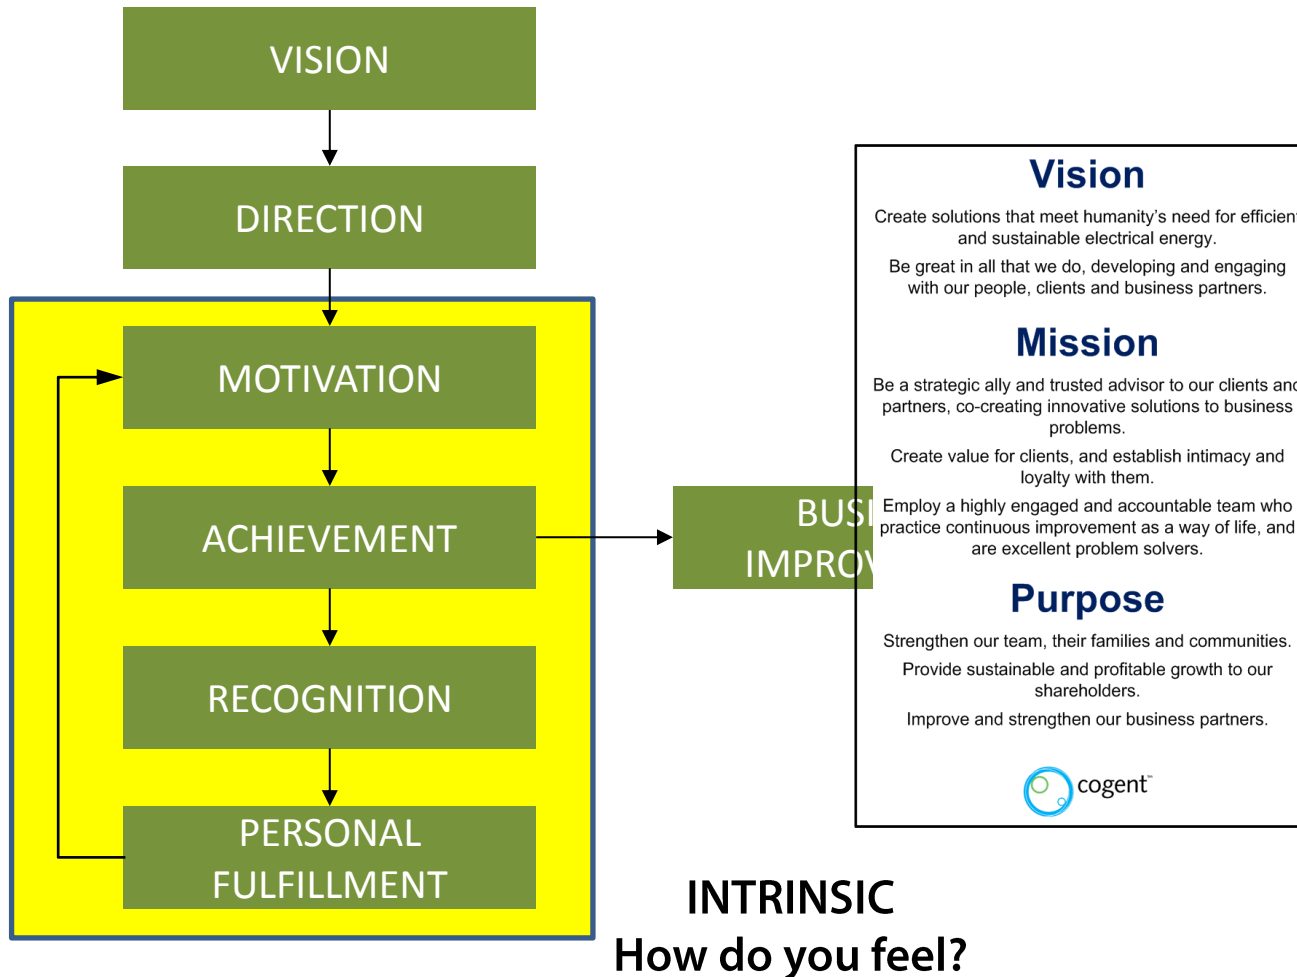 VISION
DIRECTION
MOTIVATION
ACHIEVEMENT
RECOGNITION
PERSONAL
FULFILLMENT
BUSI
IMPROV
Vision
Create solutions that meet humanity’s need for efficient
and sustainable electrical energy.
Be great in all that we do, developing and engaging
with our people, clients and business partners.
Mission
Be a strategic ally and trusted advisor to our clients and
partners, co-creating innovative solutions to business
problems.
Create value for clients, and establish intimacy and
loyalty with them.
Employ a highly engaged and accountable team who
practice continuous improvement as a way of life, and
are excellent problem solvers.
Purpose
Strengthen our team, their families and communities.
Provide sustainable and profitable growth to our
shareholders.
Improve and strengthen our business partners.
cogent™
INTRINSIC
How do you feel?